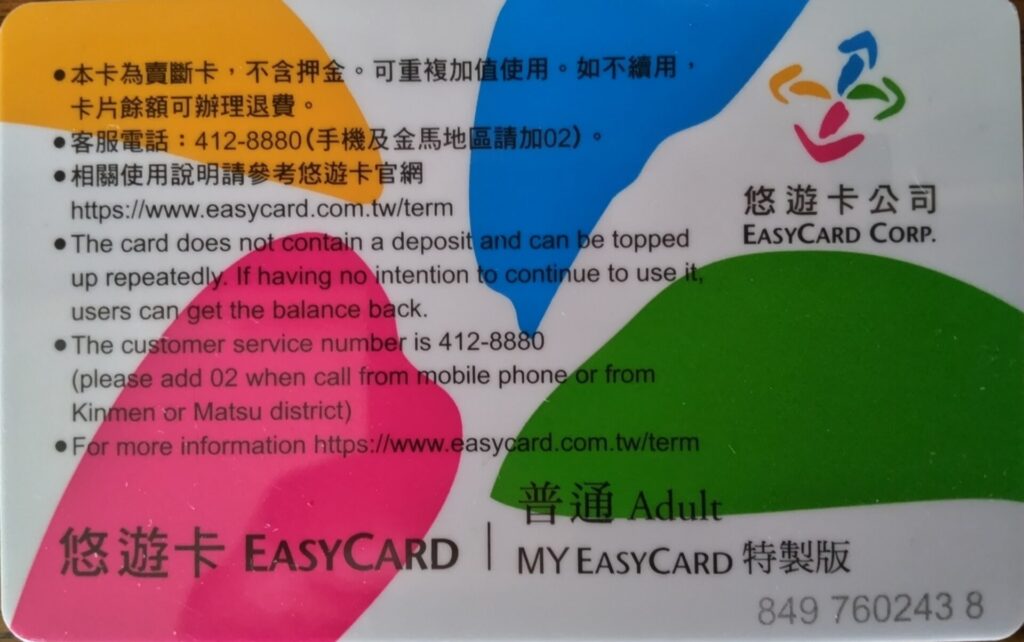 ●本卡為賣斷卡，不含押金。可重複加值使用。如不續用，
卡片餘額可辦理退費。
●客服電話：412-8880(手機及金馬地區請加02)。
●相關使用說明請參考悠遊卡官網
https://www.easycard.com.tw/term
●The card does not contain a deposit and can be topped
up repeatedly. If having no intention to continue to use it,
users can get the balance back.
●The customer service number is 412-8880
(please add 02 when call from mobile phone or from
Kinmen or Matsu district)
●For more information https://www.easycard.com.tw/term
悠遊卡公司
EASYCARD CORP.
悠遊卡 EASYCARD
普通 Adult
MY EASYCARD 特製版
849 760243 8